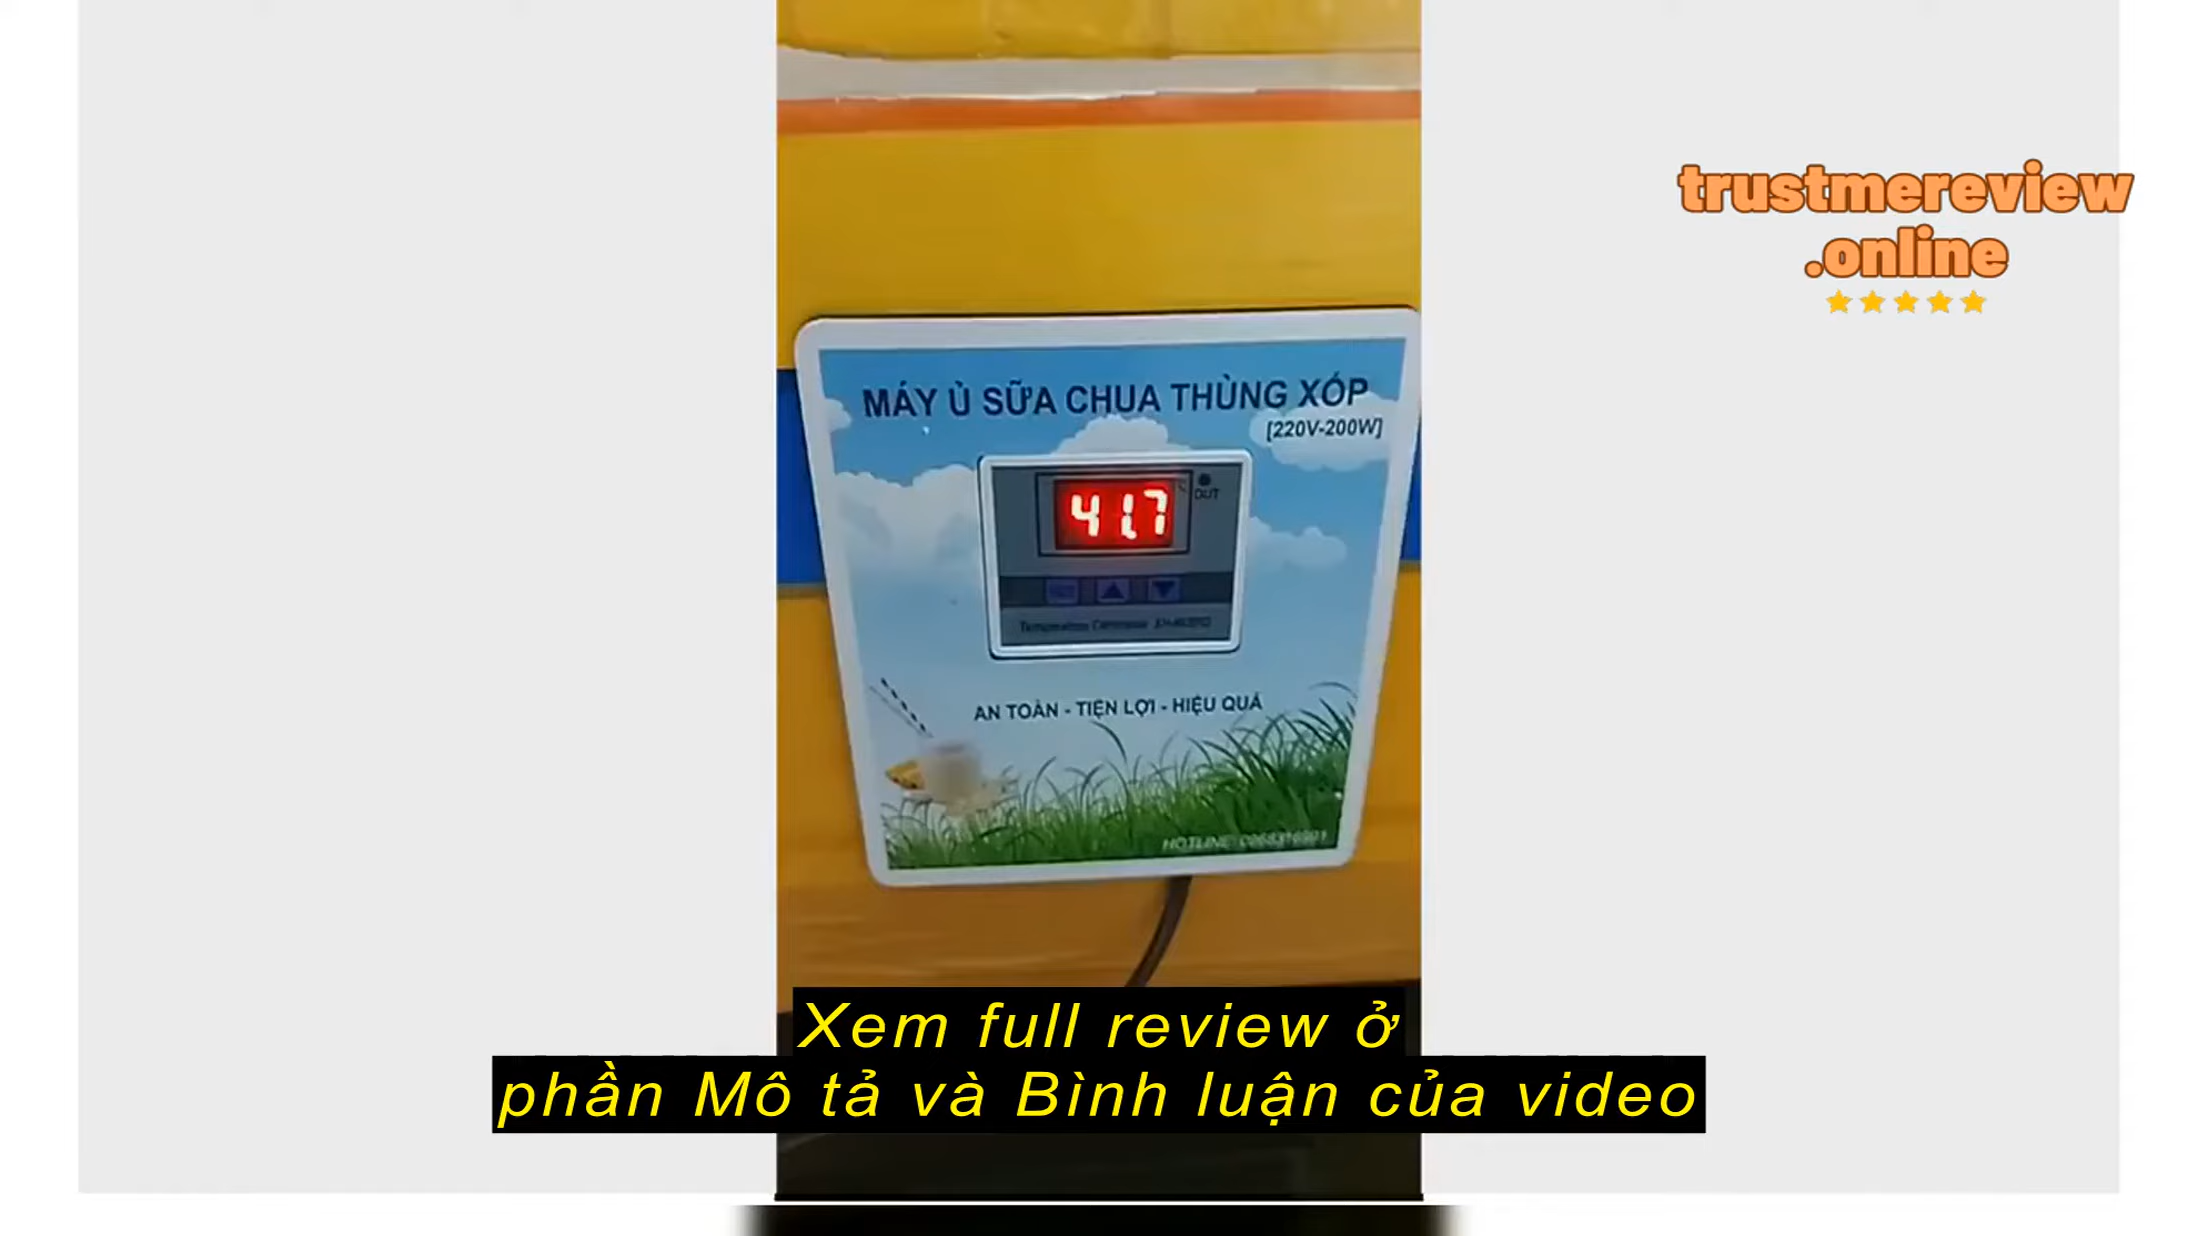 trustmereview
.online
MÁY Ủ SỮA CHUA THÙNG XỐP
[220V-200W]
41.7
OUT
AN TOÀN - TIỆN LỢI - HIỆU QUẢ
HOTLINE:
Xem full review ở
phần Mô tả và Bình luận của video